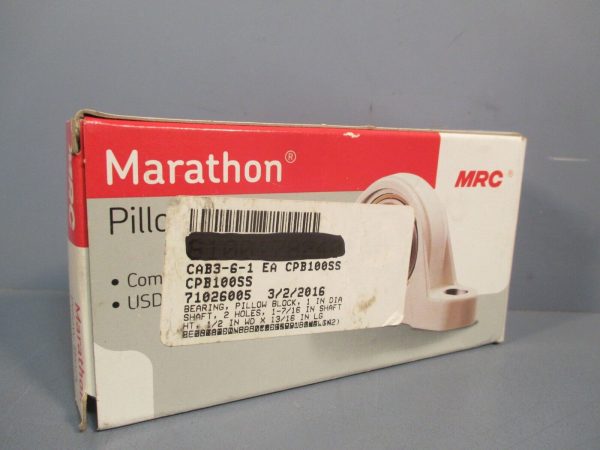 Marathon®
MRC®
Pillo
• Com
• USD
CAB3-6-1 EA CPB100SS
CPB100SS
71026005 3/2/2016
BEARING, PILLOW BLOCK, 1 IN DIA
SHAFT, 2 HOLES, 1-7/16 IN SHAFT
HT, 1/2 IN WD X 13/16 IN LG
MRC
Marathon